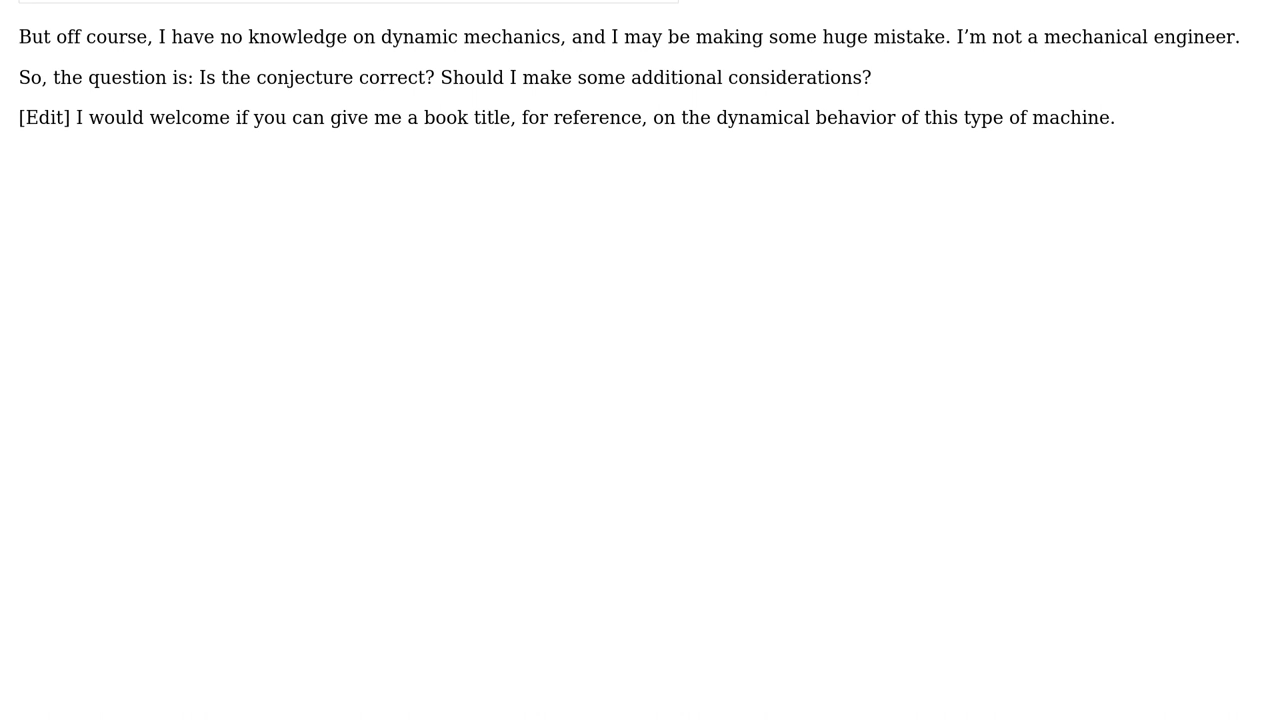 But off course, I have no knowledge on dynamic mechanics, and I may be making some huge mistake. I’m not a mechanical engineer.
So, the question is: Is the conjecture correct? Should I make some additional considerations?
[Edit] I would welcome if you can give me a book title, for reference, on the dynamical behavior of this type of machine.